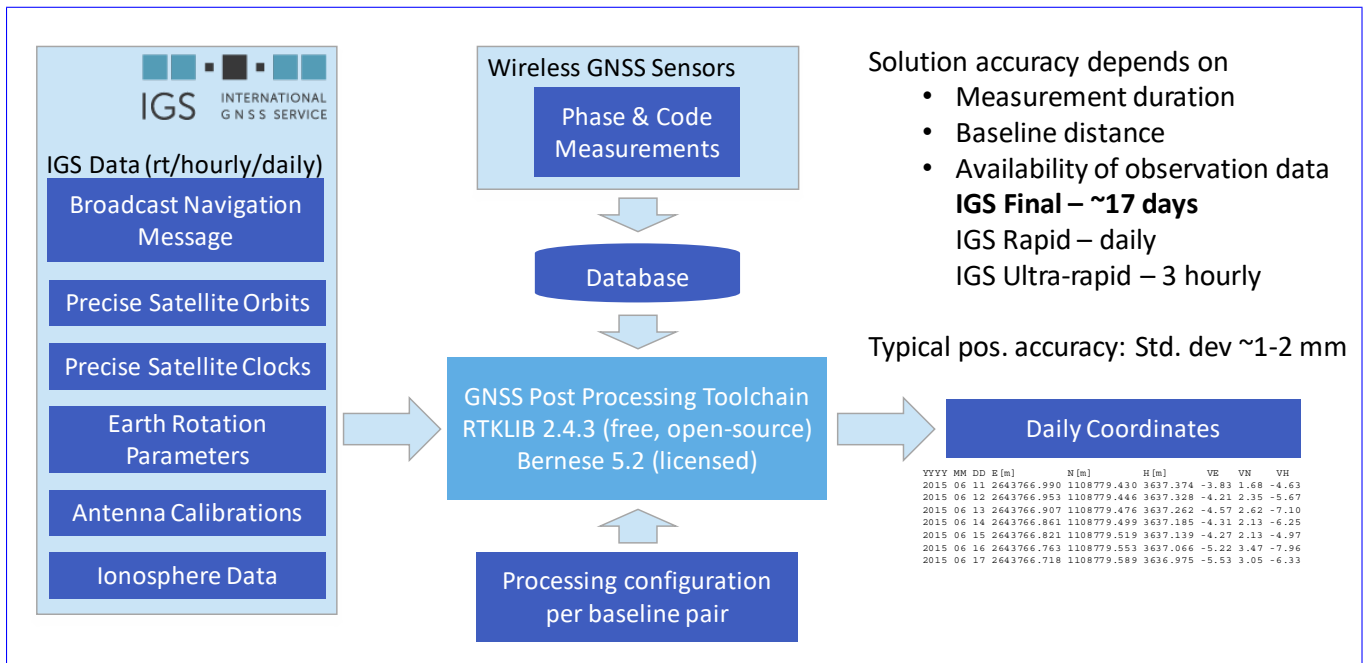 IGS
INTERNATIONAL
GNSS SERVICE
IGS Data (rt/hourly/daily)
Broadcast Navigation
Message
Precise Satellite Orbits
Precise Satellite Clocks
Earth Rotation
Parameters
Antenna Calibrations
Ionosphere Data
Wireless GNSS Sensors
Phase & Code
Measurements
Database
GNSS Post Processing Toolchain
RTKLIB 2.4.3 (free, open-source)
Bernese 5.2 (licensed)
Processing configuration
per baseline pair
Solution accuracy depends on
• Measurement duration
• Baseline distance
• Availability of observation data
IGS Final – ~17 days
IGS Rapid – daily
IGS Ultra-rapid – 3 hourly
Typical pos. accuracy: Std. dev ~1-2 mm
Daily Coordinates
YYYY MM DD E[m] N[m] H[m] VE VN VH
2015 06 11 2643766.990 1108779.430 3637.374 -3.83 1.68 -4.63
2015 06 12 2643766.953 1108779.446 3637.328 -4.21 2.35 -5.67
2015 06 13 2643766.907 1108779.476 3637.262 -4.57 2.62 -7.10
2015 06 14 2643766.861 1108779.499 3637.185 -4.31 2.13 -6.25
2015 06 15 2643766.821 1108779.519 3637.139 -4.27 2.13 -4.97
2015 06 16 2643766.763 1108779.553 3637.066 -5.22 3.47 -7.96
2015 06 17 2643766.718 1108779.589 3636.975 -5.53 3.05 -6.33